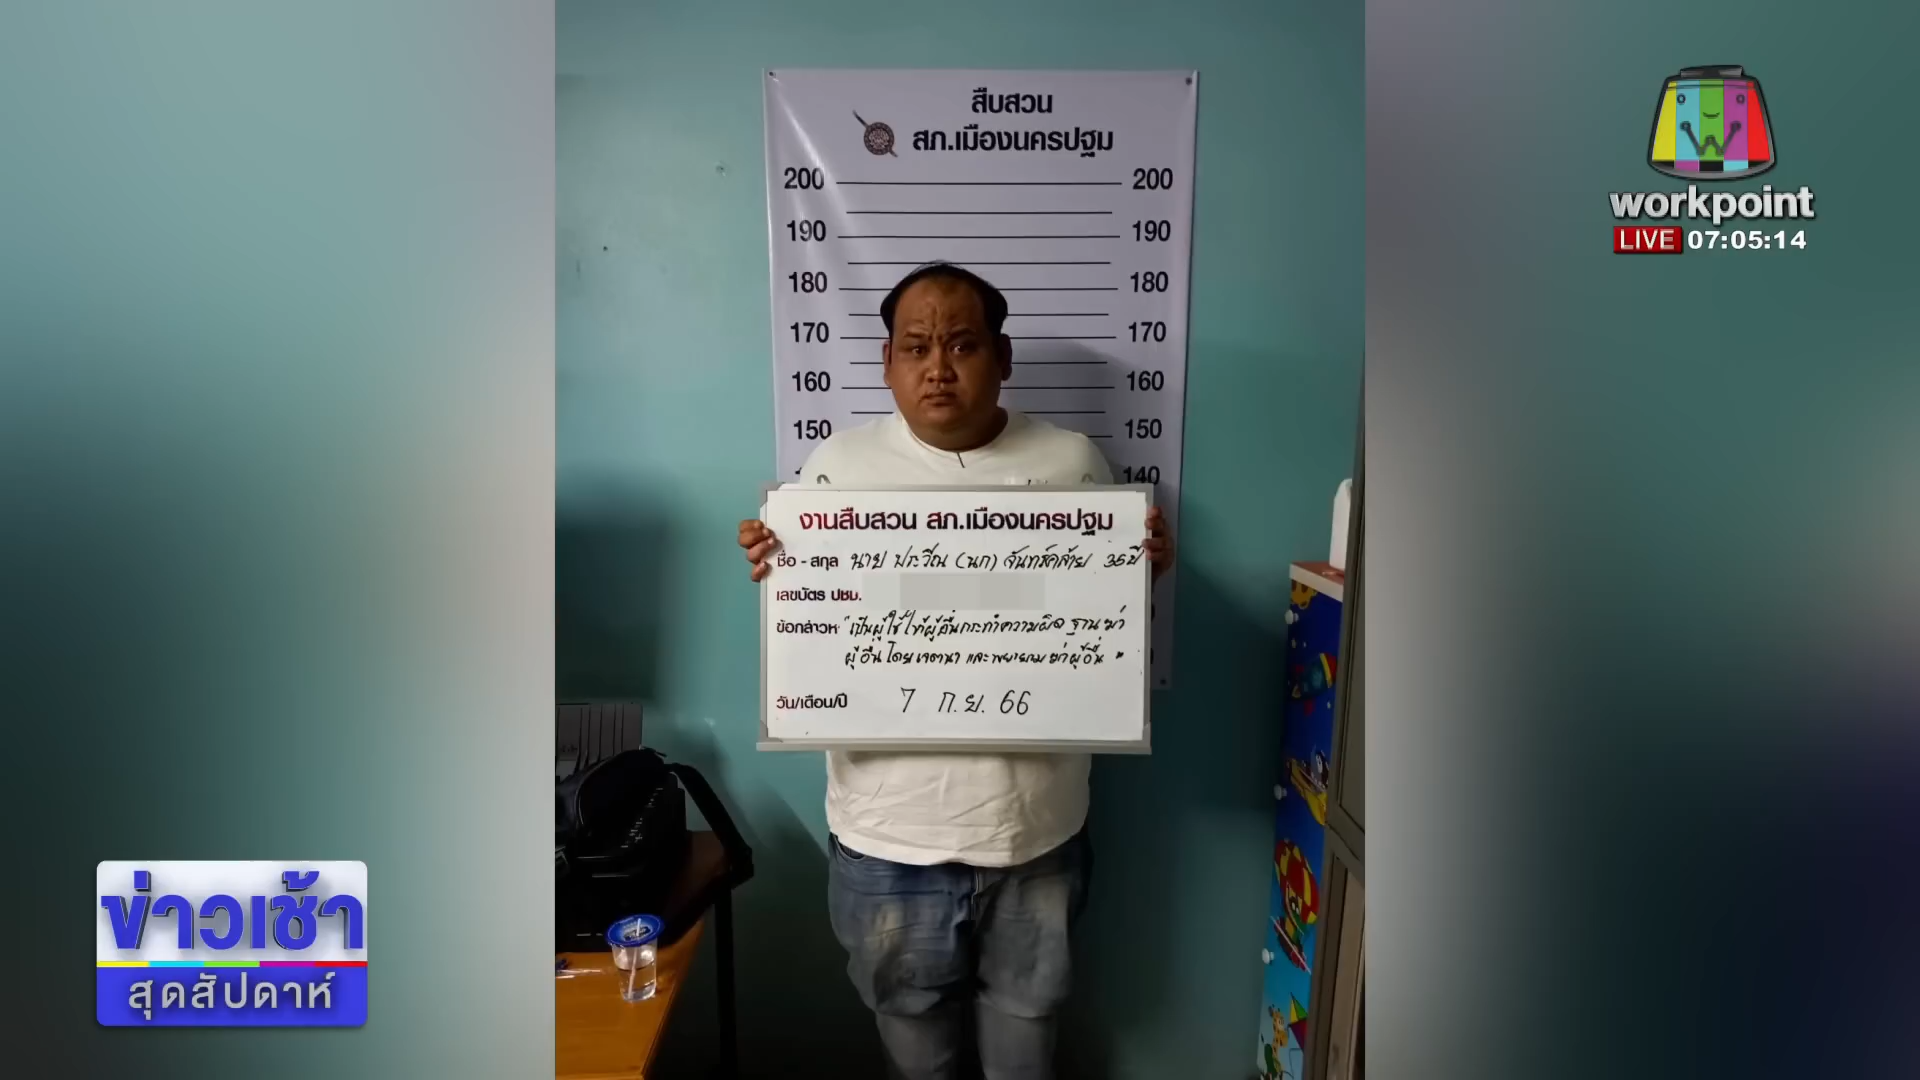 สืบสวน
สภ.เมืองนครปฐม
200 200
190 190
180 180
170 170
160 160
150 150
140
งานสืบสวน สภ.เมืองนครปฐม
ชื่อ - สกุล นาย ประวีณ (นก) จันทร์คล้าย 35 ปี
เลขบัตร ปชช.
ข้อกล่าวห "เป็นผู้ใช้ให้ผู้อื่นกระทำความผิด ฐานฆ่า
ผู้อื่นโดยเจตนา และพยายามฆ่าผู้อื่น"
วัน/เดือน/ปี 7 ก.ย. 66
workpoint
LIVE 07:05:14
ข่าวเช้า
สุดสัปดาห์